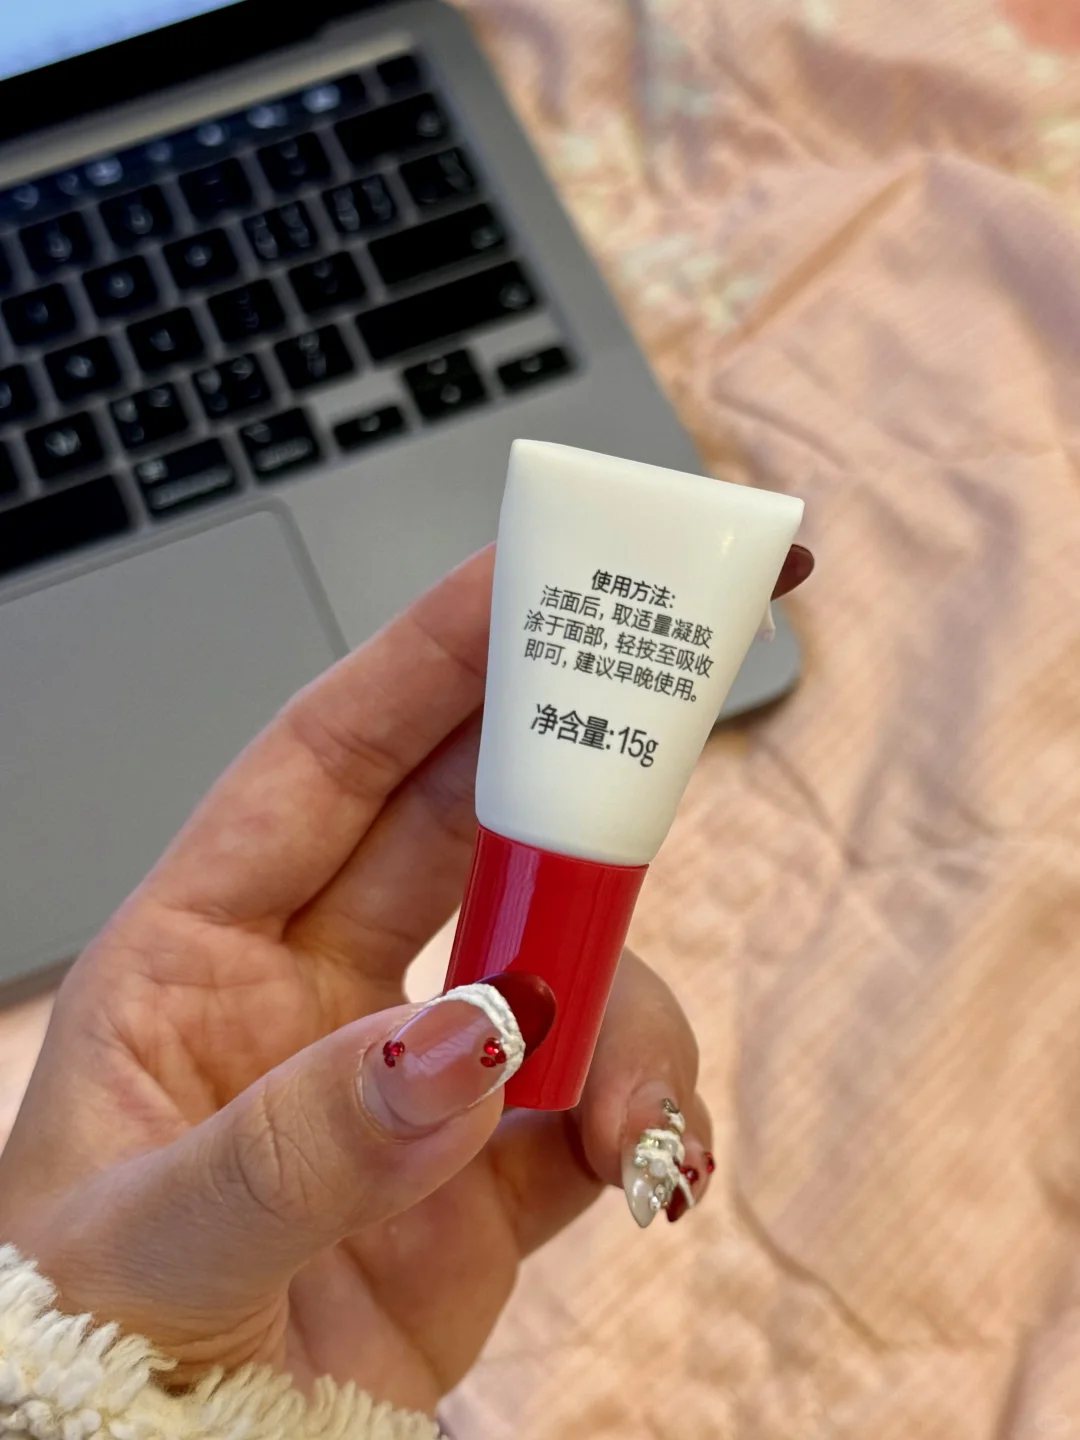 使用方法:
洁面后, 取适量凝胶
涂于面部, 轻按至吸收
即可, 建议早晚使用。
净含量: 15g